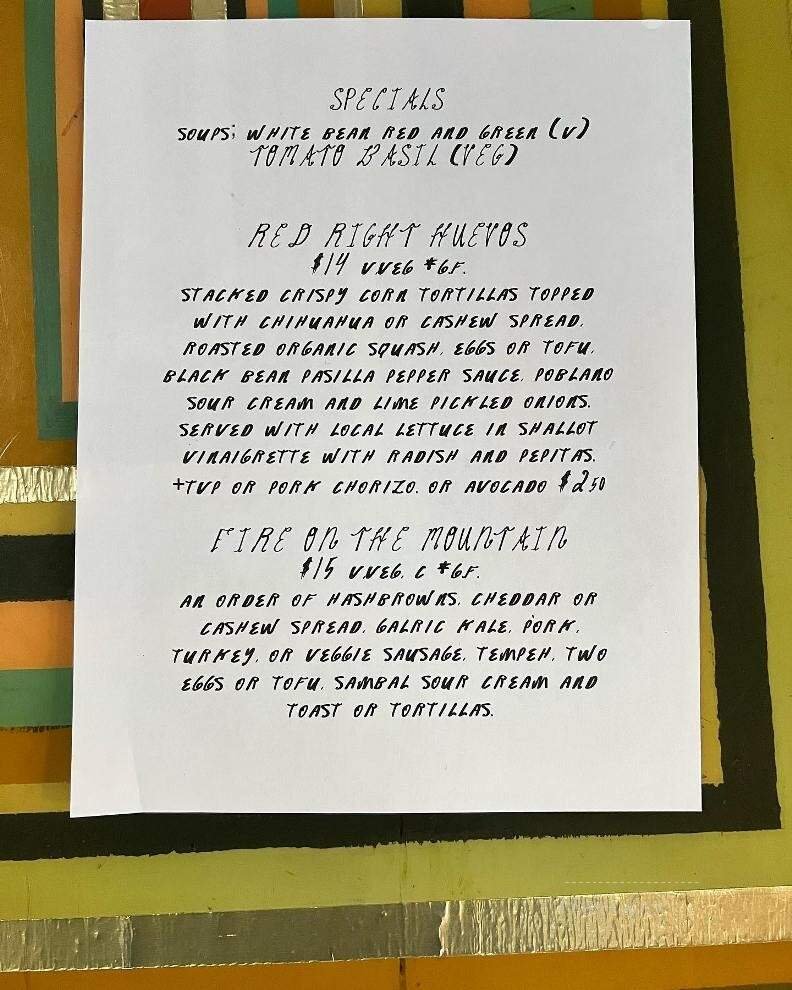 SPECIALS
SOUPS; WHITE BEAN RED AND GREEN (V)
TOMATO BASIL (VEG)
RED RIGHT HUEVOS
$14 V.VEG *GF.
STACKED CRISPY CORN TORTILLAS TOPPED
WITH CHIHUAHUA OR CASHEW SPREAD,
ROASTED ORGANIC SQUASH, EGGS OR TOFU,
BLACK BEAN PASILLA PEPPER SAUCE, POBLANO
SOUR CREAM AND LIME PICKLED ONIONS.
SERVED WITH LOCAL LETTUCE IN SHALLOT
VINAIGRETTE WITH RADISH AND PEPITAS.
+TVP OR PORK CHORIZO, OR AVOCADO $2.50
FIRE ON THE MOUNTAIN
$15 V.VEG, C *GF.
AN ORDER OF HASHBROWNS, CHEDDAR OR
CASHEW SPREAD, GALRIC KALE, PORK,
TURKEY, OR VEGGIE SAUSAGE, TEMPEH, TWO
EGGS OR TOFU, SAMBAL SOUR CREAM AND
TOAST OR TORTILLAS.